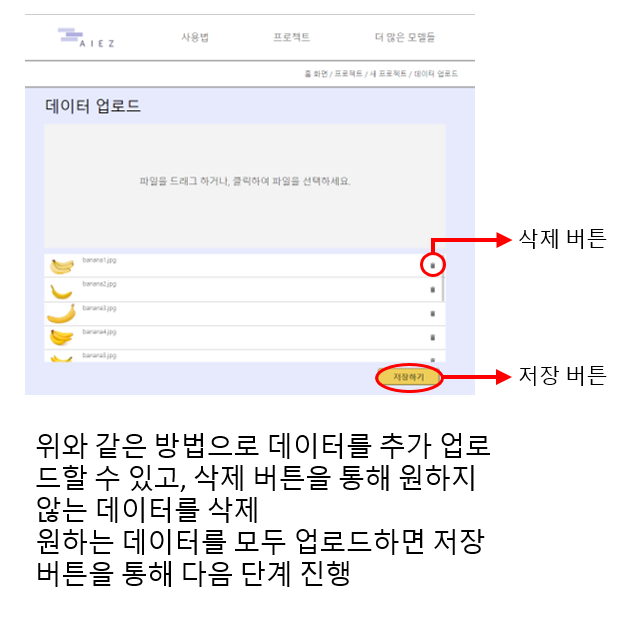 AIEZ
사용법
프로젝트
더 많은 모델들
홈 화면 / 프로젝트 / 새 프로젝트 / 데이터 업로드
데이터 업로드
파일을 드래그 하거나, 클릭하여 파일을 선택하세요.
삭제 버튼
banana1.jpg
banana2.jpg
banana3.jpg
banana4.jpg
banana5.jpg
저장하기
저장 버튼
위와 같은 방법으로 데이터를 추가 업로
드할 수 있고, 삭제 버튼을 통해 원하지
않는 데이터를 삭제
원하는 데이터를 모두 업로드하면 저장
버튼을 통해 다음 단계 진행